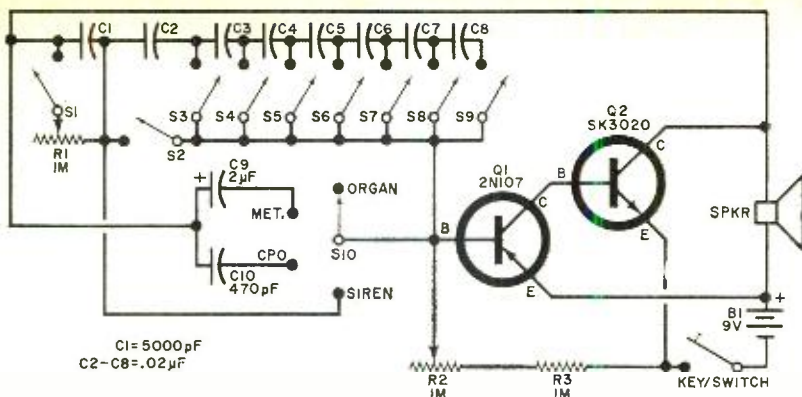 C1
C2
C3
C4
C5
C6
C7
C8
S1
R1
1M
S2
S3
S4
S5
S6
S7
S8
S9
Q2
SK3020
C
B
E
Q1
2N107
B
C
E
SPKR
+
C9
2µF
MET.
CPO
C10
470pF
ORGAN
S10
SIREN
+
B1
9V
C1=5000pF
C2-C8=.02µF
R2
1M
R3
1M
KEY/SWITCH